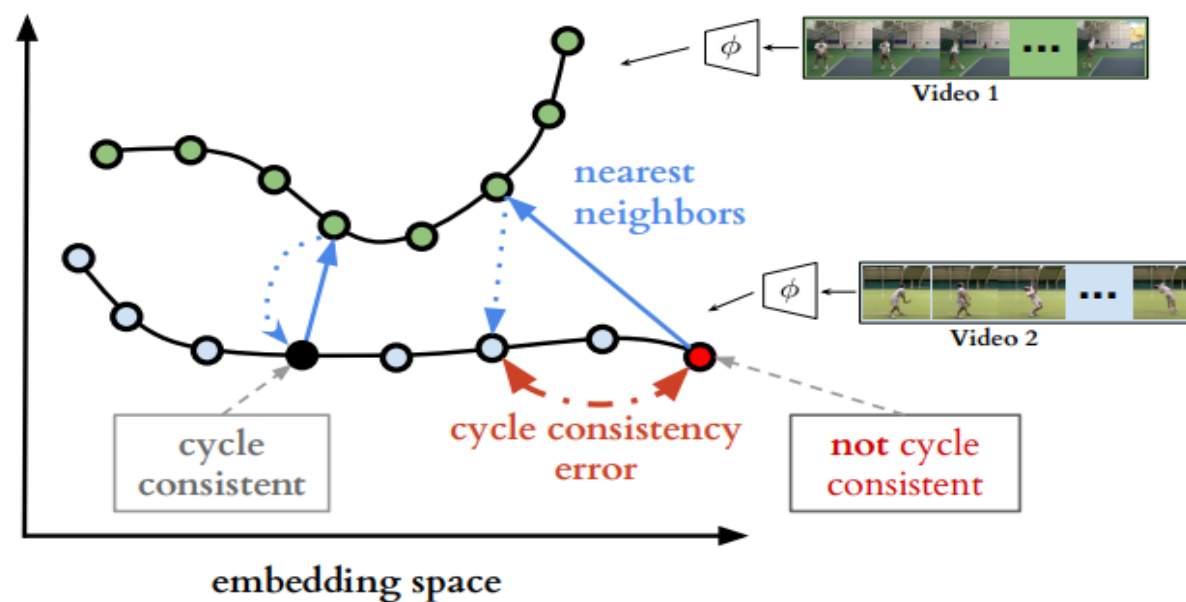 ϕ
...
Video 1
nearest
neighbors
ϕ
...
Video 2
cycle
consistent
cycle consistency
error
not cycle
consistent
embedding space